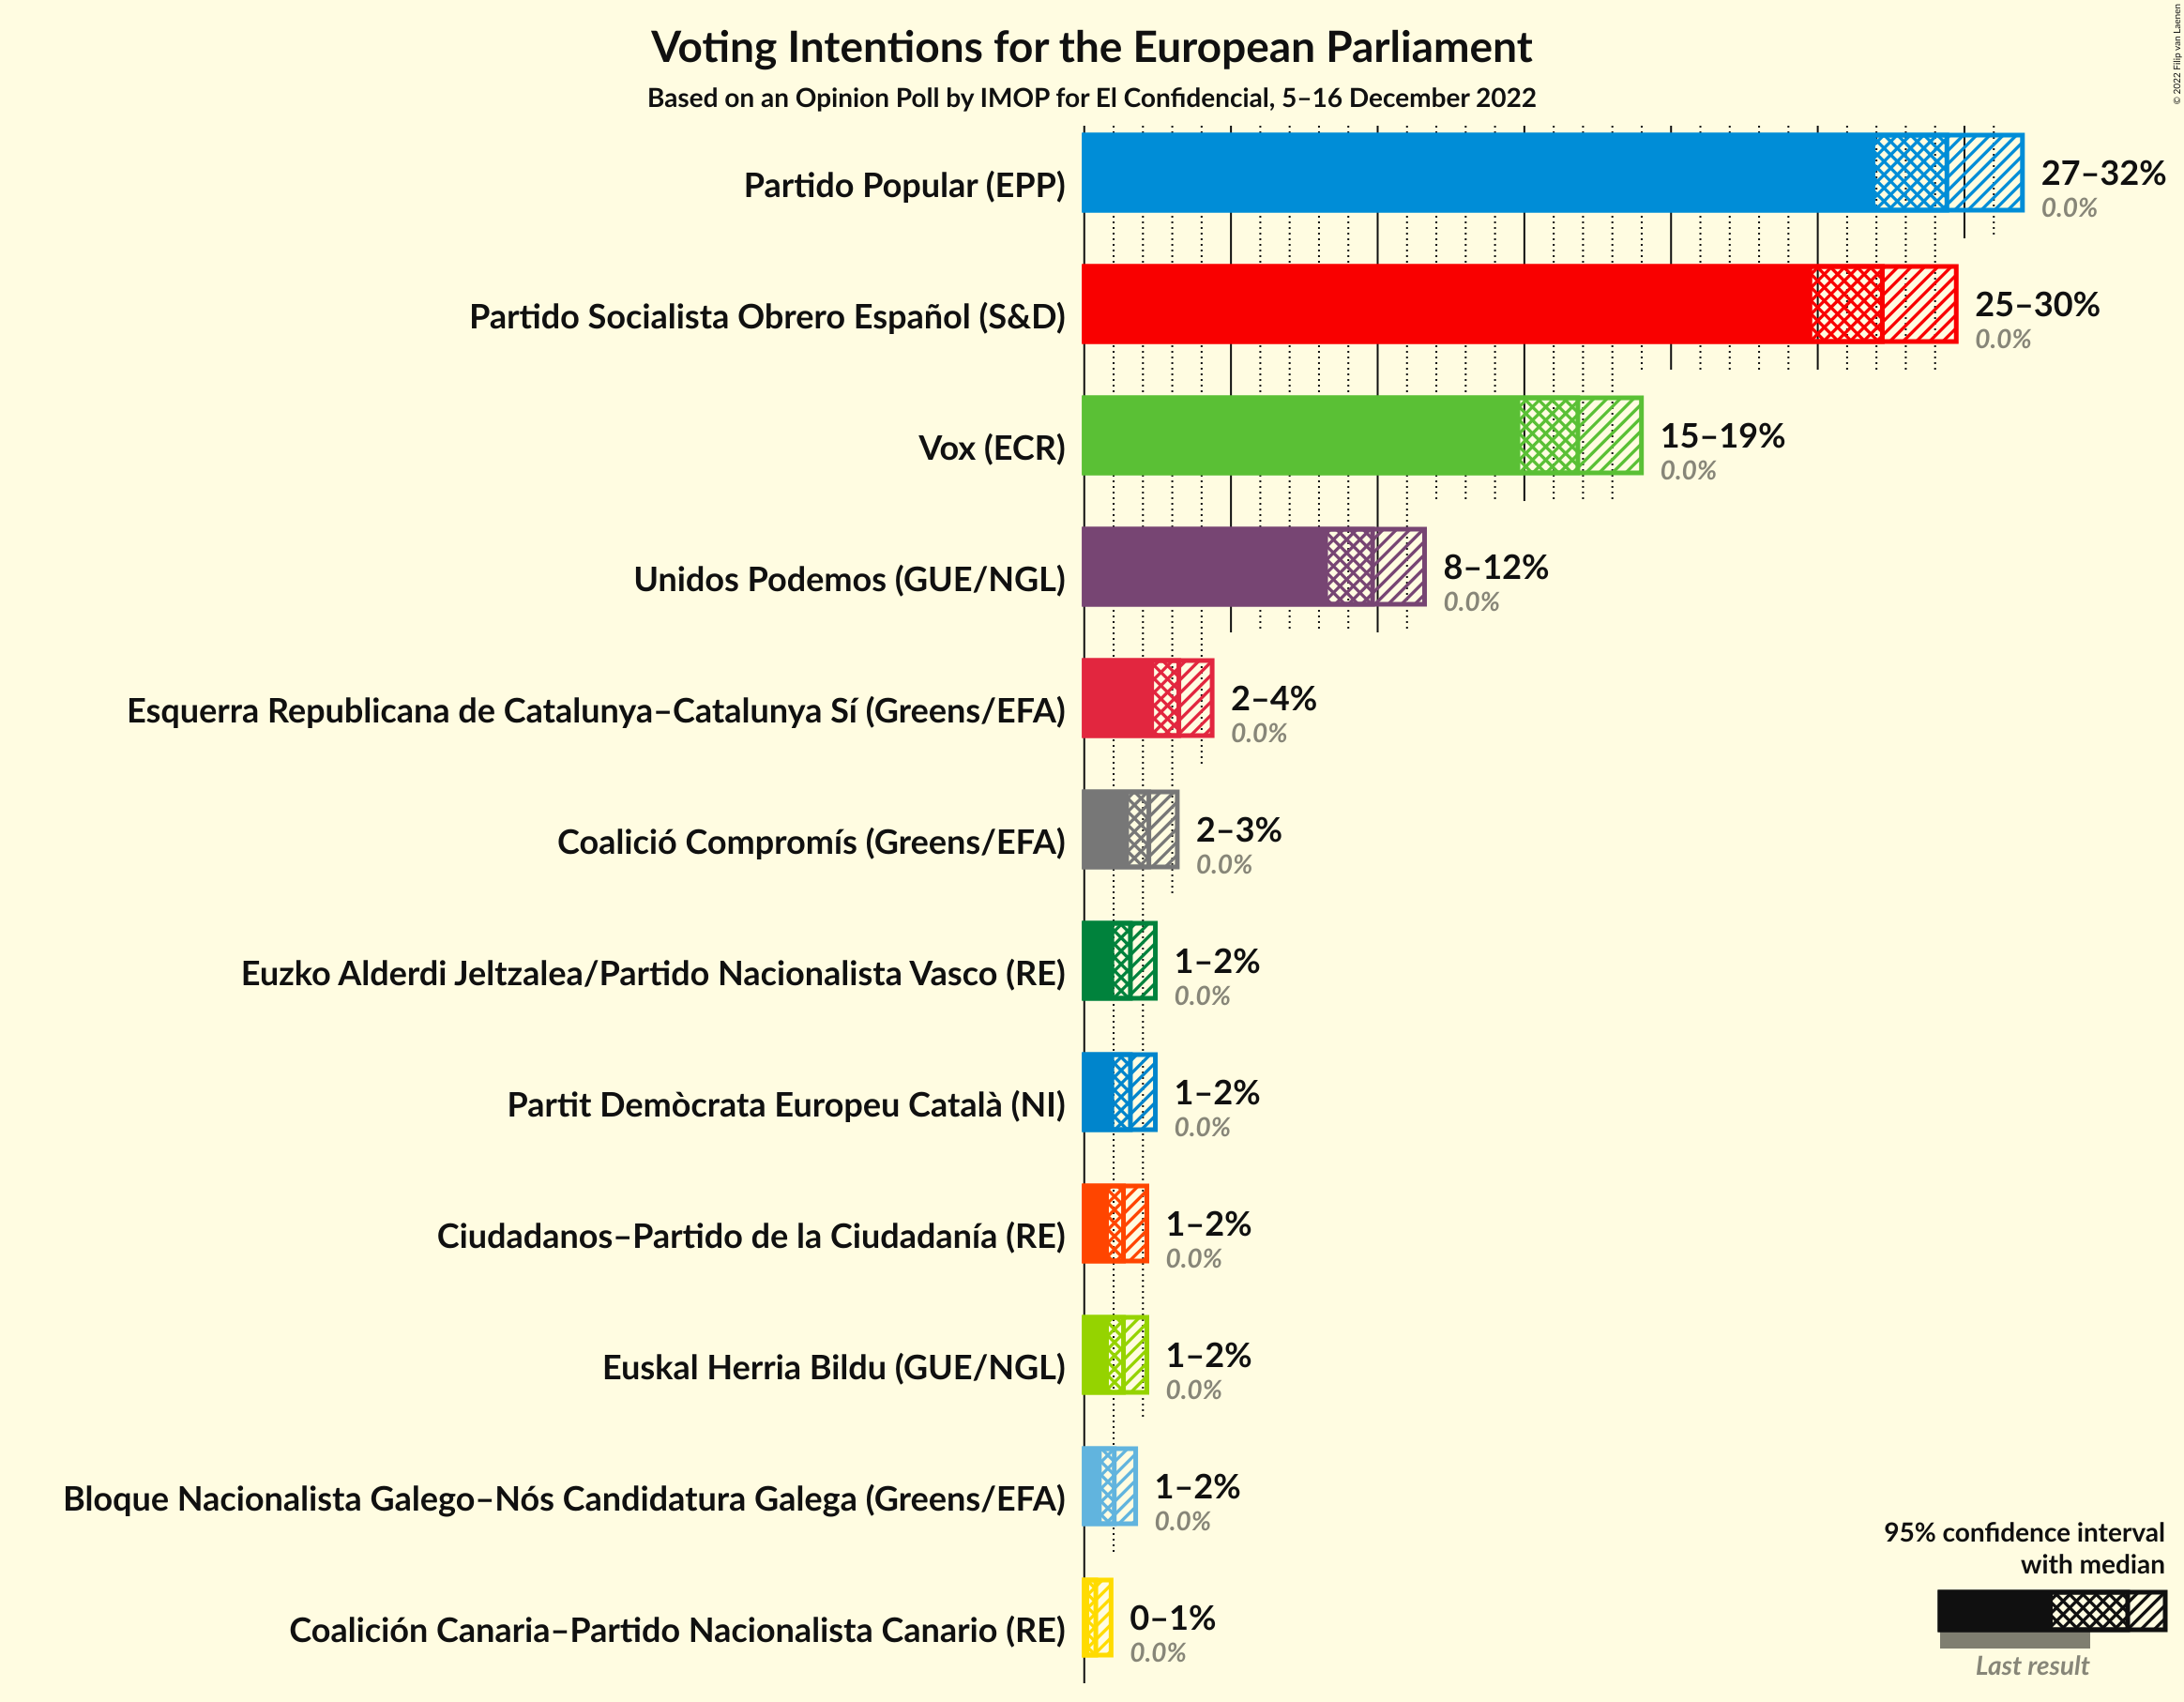 © 2022 Filip van Laenen
Voting Intentions for the European Parliament
Based on an Opinion Poll by IMOP for El Confidencial, 5–16 December 2022
Partido Popular (EPP)
27–32%
0.0%
Partido Socialista Obrero Español (S&D)
25–30%
0.0%
Vox (ECR)
15–19%
0.0%
Unidos Podemos (GUE/NGL)
8–12%
0.0%
Esquerra Republicana de Catalunya–Catalunya Sí (Greens/EFA)
2–4%
0.0%
Coalició Compromís (Greens/EFA)
2–3%
0.0%
Euzko Alderdi Jeltzalea/Partido Nacionalista Vasco (RE)
1–2%
0.0%
Partit Demòcrata Europeu Català (NI)
1–2%
0.0%
Ciudadanos–Partido de la Ciudadanía (RE)
1–2%
0.0%
Euskal Herria Bildu (GUE/NGL)
1–2%
0.0%
Bloque Nacionalista Galego–Nós Candidatura Galega (Greens/EFA)
1–2%
0.0%
Coalición Canaria–Partido Nacionalista Canario (RE)
0–1%
0.0%
95% confidence interval
with median
Last result